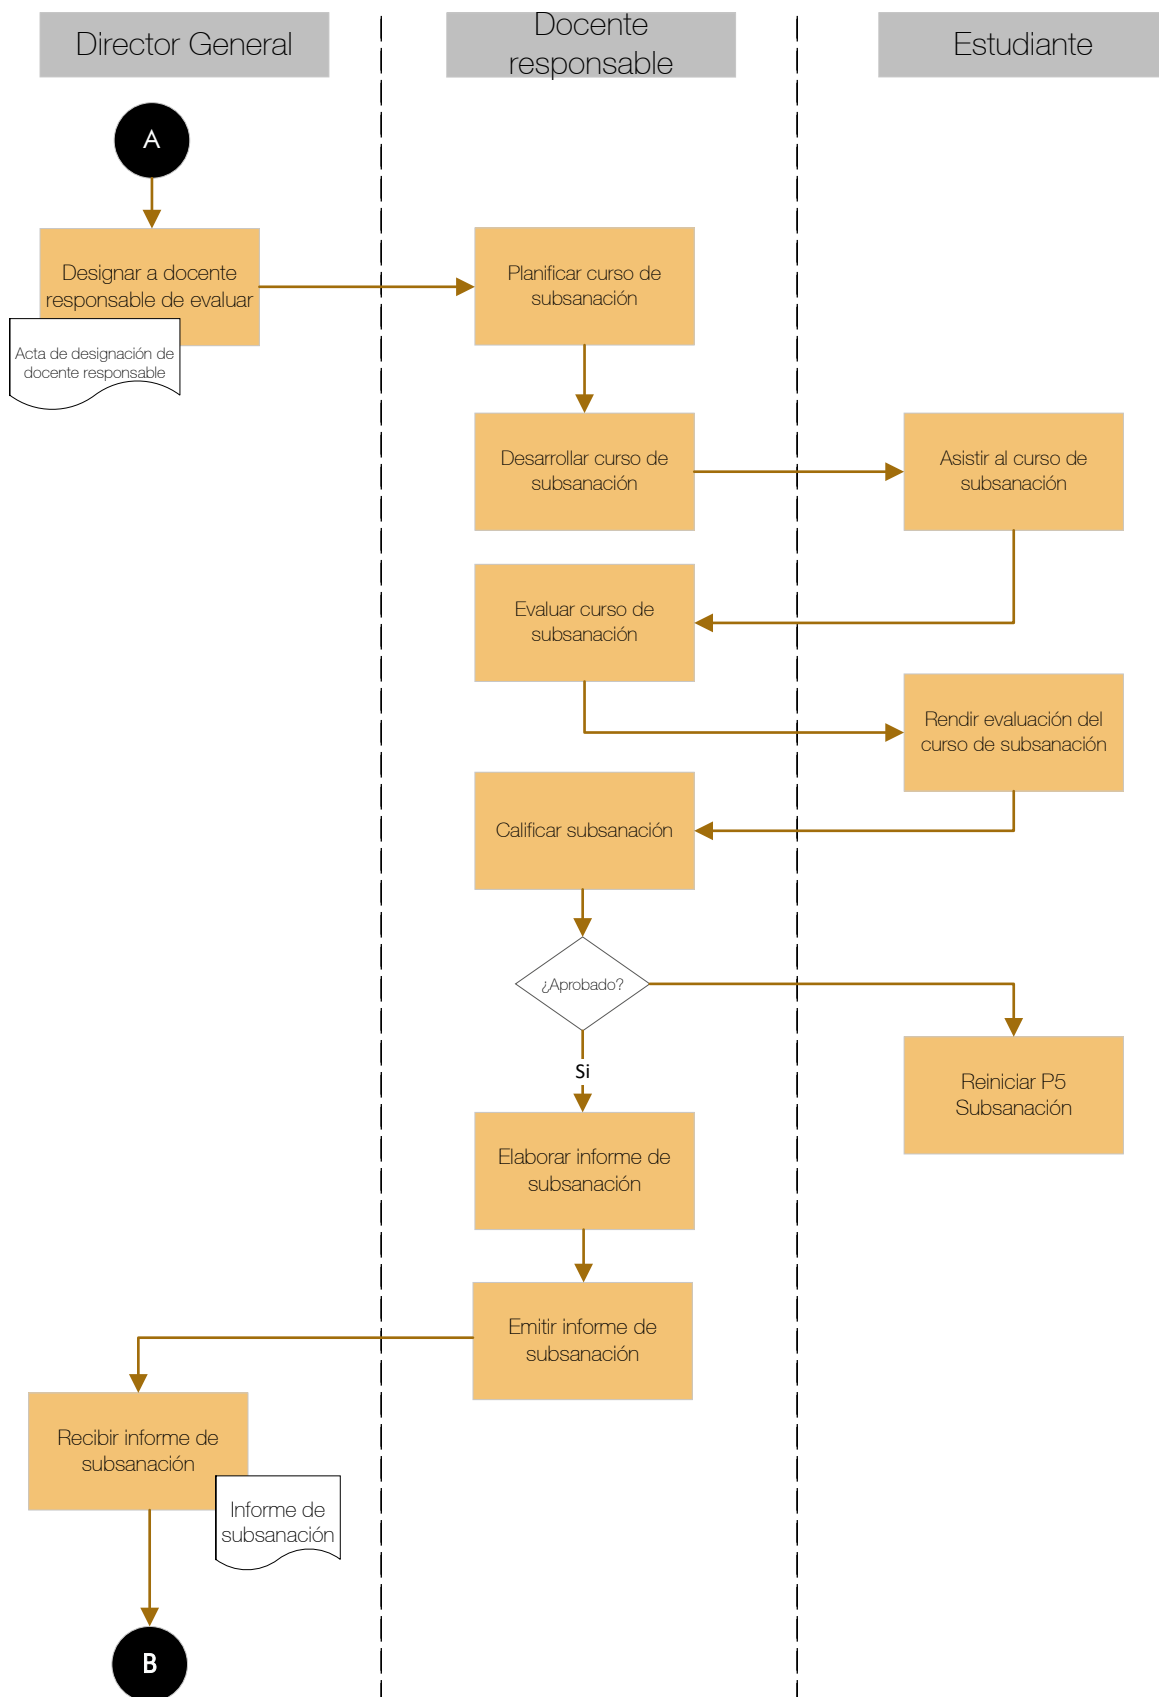 Director General
Docente
responsable
Estudiante
A
Designar a docente
responsable de evaluar
Acta de designación de
docente responsable
Planificar curso de
subsanación
Desarrollar curso de
subsanación
Asistir al curso de
subsanación
Evaluar curso de
subsanación
Rendir evaluación del
curso de subsanación
Calificar subsanación
¿Aprobado?
Si
Reiniciar P5
Subsanación
Elaborar informe de
subsanación
Emitir informe de
subsanación
Recibir informe de
subsanación
Informe de
subsanación
B